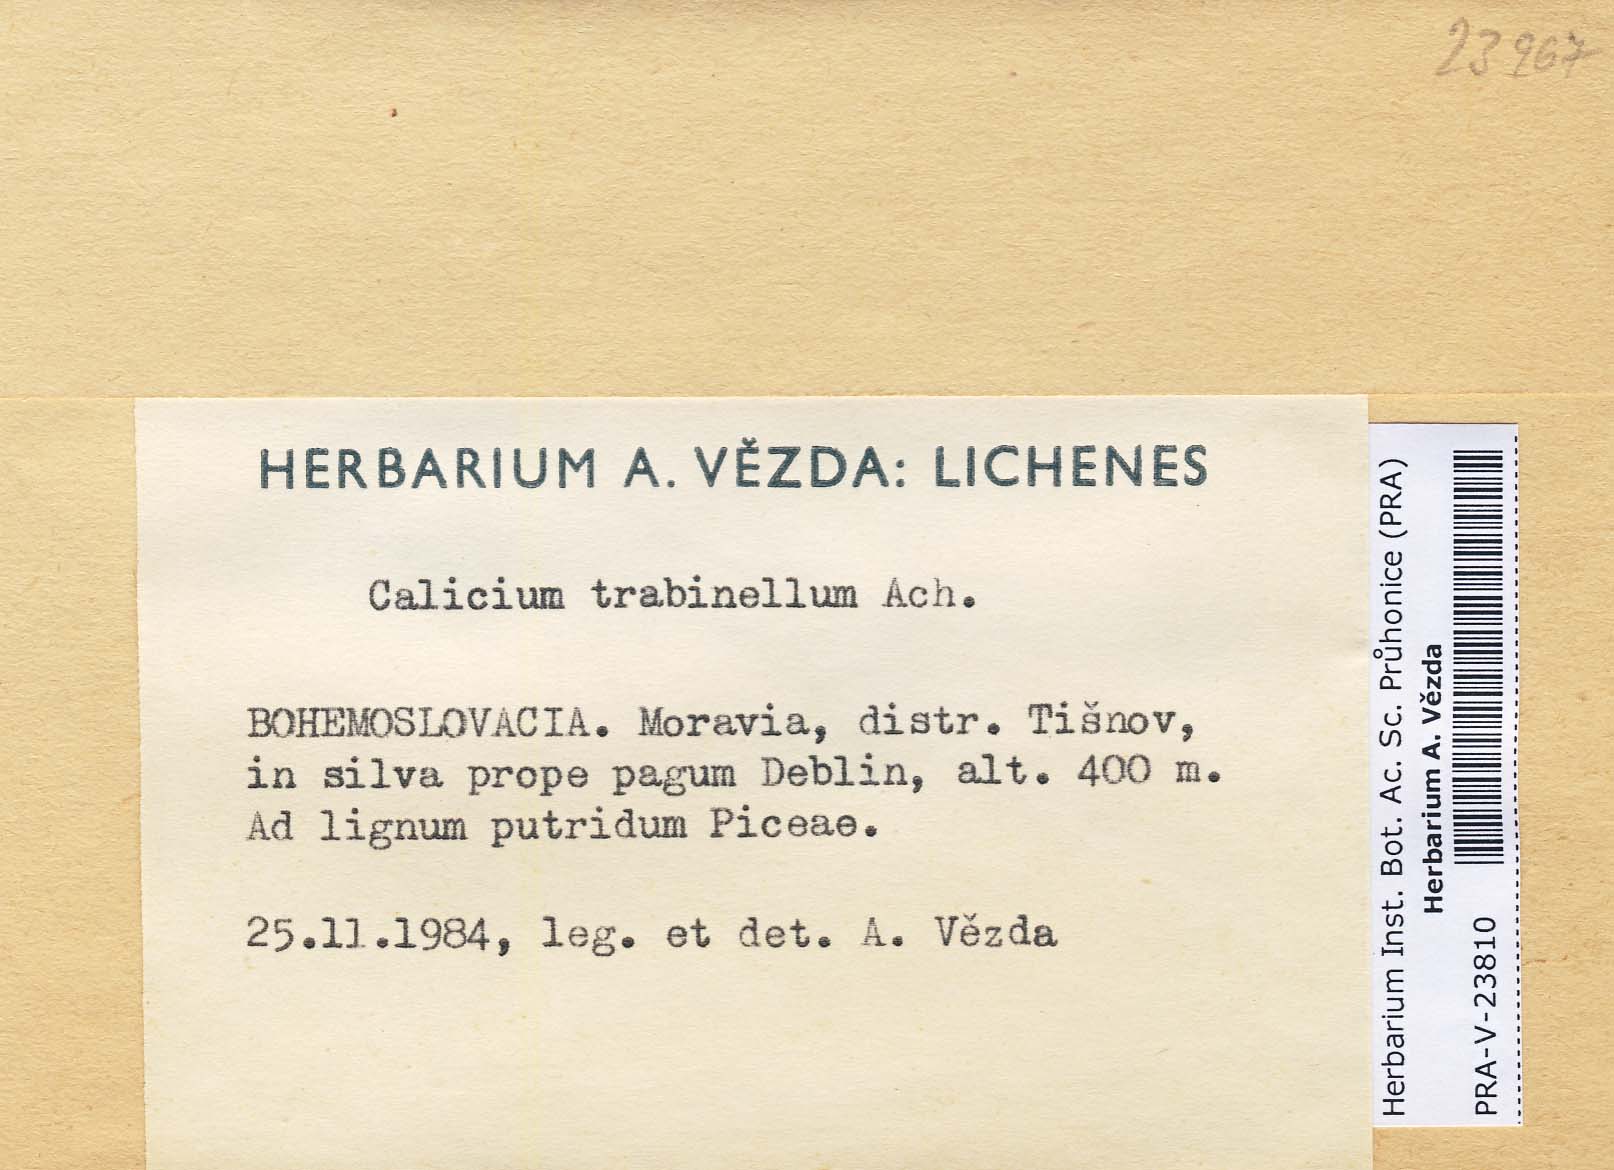 23967
HERBARIUM A. VĚZDA: LICHENES
Calicium trabinellum Ach.
BOHEMOSLOVACIA. Moravia, distr. Tišnov,
in silva prope pagum Deblin, alt. 400 m.
Ad lignum putridum Piceae.
25.11.1984, leg. et det. A. Vězda
Herbarium Inst. Bot. Ac. Sc. Průhonice (PRA)
Herbarium A. Vězda
PRA-V-23810